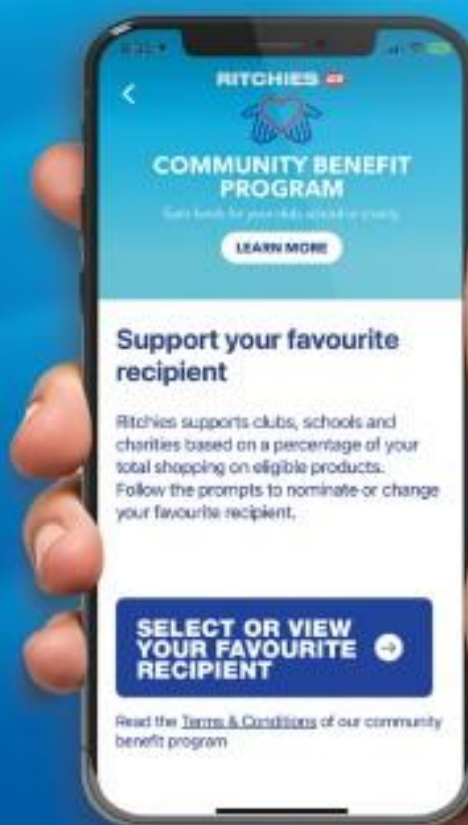 RITCHIES IGA
COMMUNITY BENEFIT
PROGRAM
LEARN MORE
Support your favourite
recipient
Ritchies supports clubs, schools and
charities based on a percentage of your
total shopping on eligible products.
Follow the prompts to nominate or change
your favourite recipient.
SELECT OR VIEW
YOUR FAVOURITE
RECIPIENT
Read the Terms & Conditions of our community
benefit program